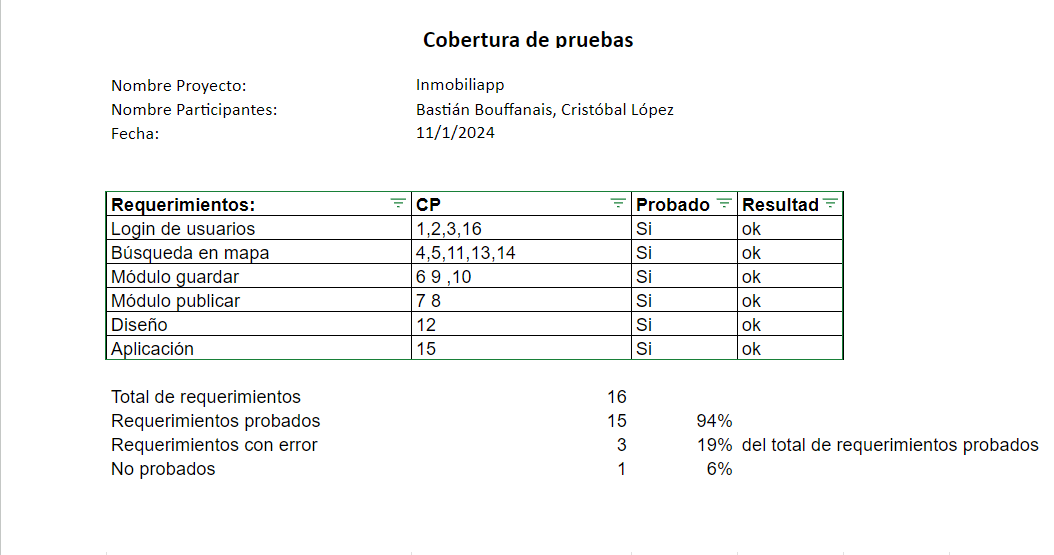 Cobertura de pruebas
Nombre Proyecto: Inmobiliapp
Nombre Participantes: Bastián Bouffanais, Cristóbal López
Fecha: 11/1/2024
Requerimientos: CP Probado Resultad
Login de usuarios 1,2,3,16 Si ok
Búsqueda en mapa 4,5,11,13,14 Si ok
Módulo guardar 6 9 ,10 Si ok
Módulo publicar 7 8 Si ok
Diseño 12 Si ok
Aplicación 15 Si ok
Total de requerimientos 16
Requerimientos probados 15 94%
Requerimientos con error 3 19% del total de requerimientos probados
No probados 1 6%